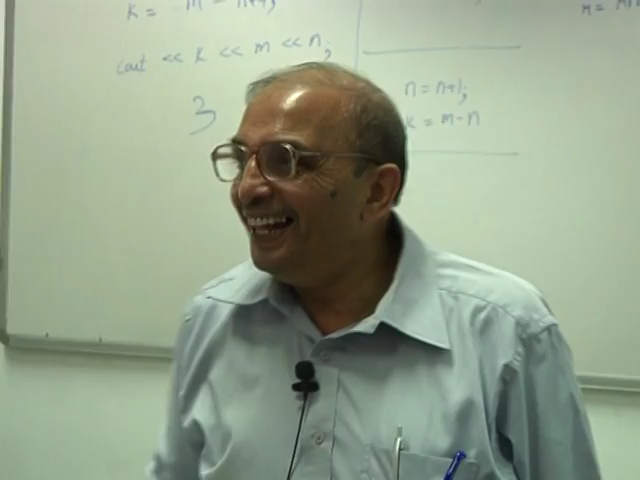 K = m - n++;
cout << K << m << n;
3
n = n+1;
K = m - n
m =